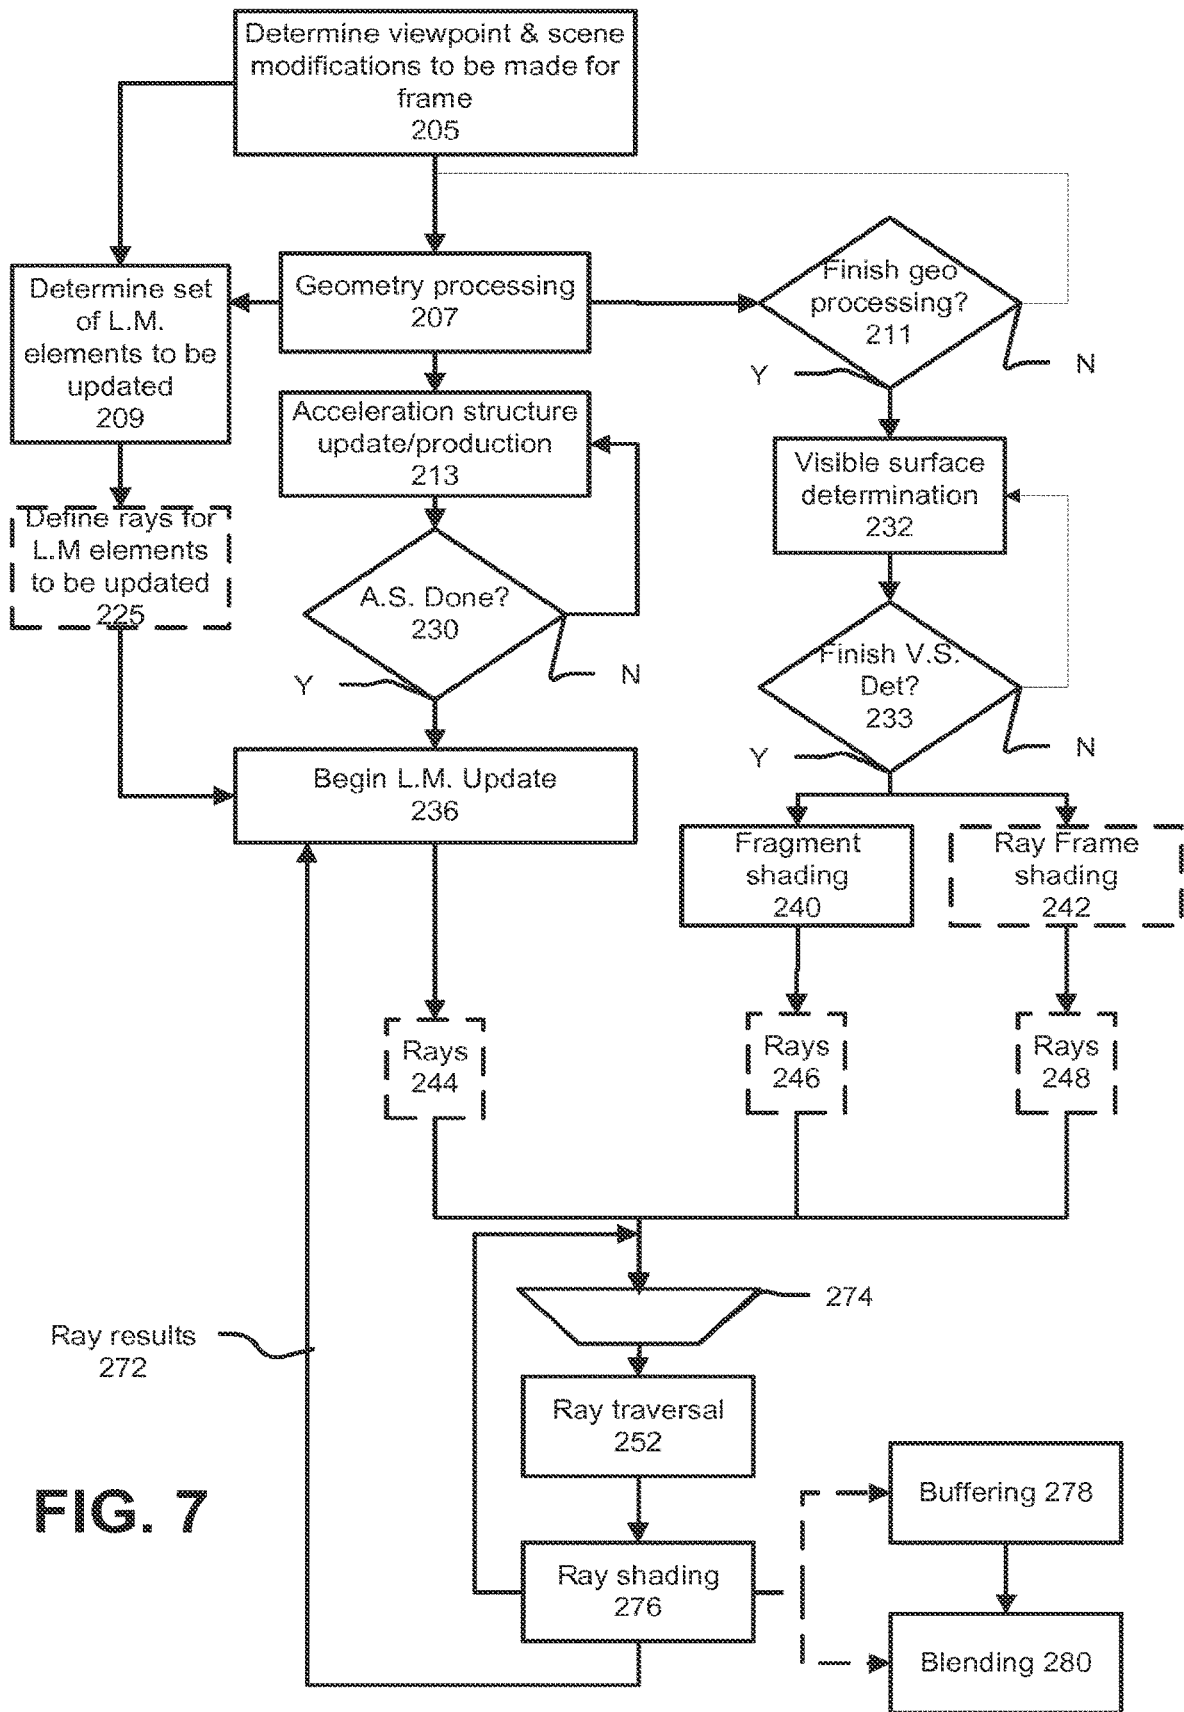 Determine viewpoint & scene
modifications to be made for
frame
205
Determine set
of L.M.
elements to be
updated
209
Geometry processing
207
Finish geo
processing?
211
Y
N
Acceleration structure
update/production
213
Visible surface
determination
232
Define rays for
L.M elements
to be updated
225
A.S. Done?
230
Y
N
Finish V.S.
Det?
233
Y
N
Begin L.M. Update
236
Fragment
shading
240
Ray Frame
shading
242
Rays
244
Rays
246
Rays
248
274
Ray results
272
Ray traversal
252
Buffering 278
FIG. 7
Ray shading
276
Blending 280